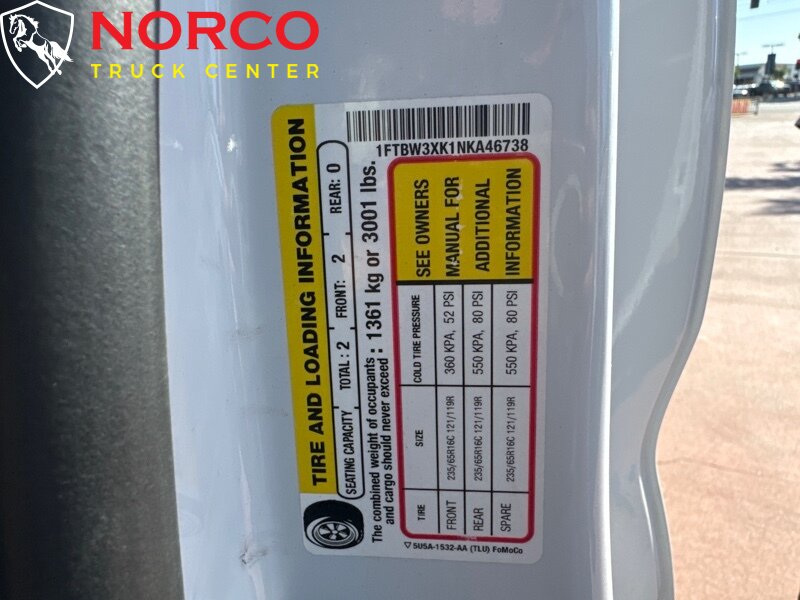 NORCO
TRUCK CENTER
1FTBW3XK1NKA46738
TIRE AND LOADING INFORMATION
SEATING CAPACITY TOTAL: 2 FRONT: 2 REAR: 0
The combined weight of occupants
and cargo should never exceed : 1361 kg or 3001 lbs.
TIRE SIZE COLD TIRE PRESSURE SEE OWNERS
FRONT 235/65R16C 121/119R 360 KPA, 52 PSI MANUAL FOR
REAR 235/65R16C 121/119R 550 KPA, 80 PSI ADDITIONAL
SPARE 235/65R16C 121/119R 550 KPA, 80 PSI INFORMATION
5U5A-1532-AA (TLU) FoMoCo